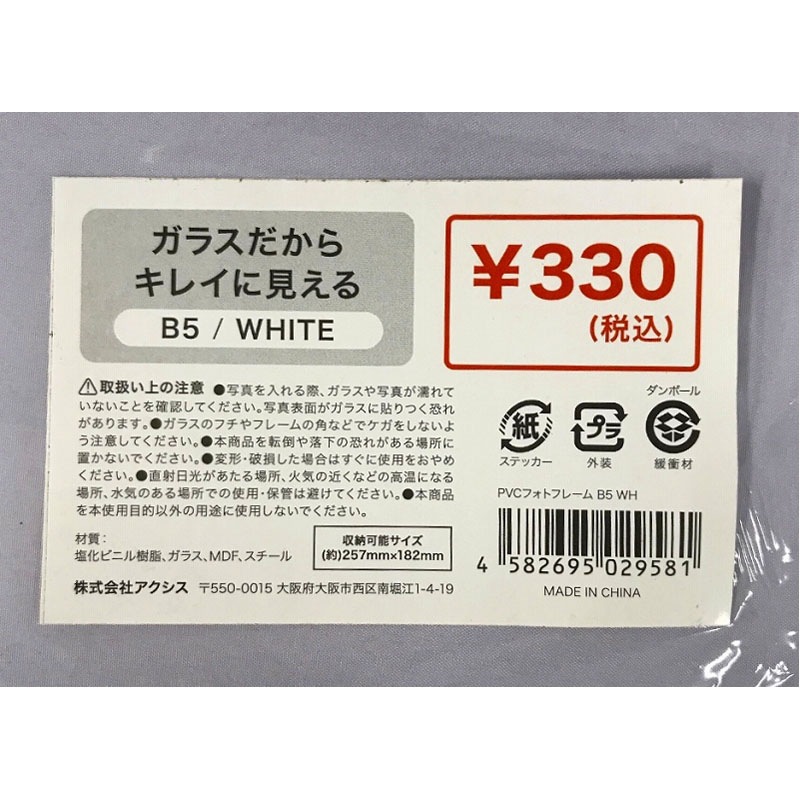 ガラスだから
キレイに見える
B5 / WHITE
¥330
(税込)
⚠取扱い上の注意 ●写真を入れる際、ガラスや写真が濡れて
いないことを確認してください。写真表面がガラスに貼りつく恐れ
があります。●ガラスのフチやフレームの角などでケガをしないよ
う注意してください。●本商品を転倒や落下の恐れがある場所に
置かないでください。●変形・破損した場合はすぐに使用をおやめ
ください。●直射日光があたる場所、火気の近くなどの高温になる
場所、水気のある場所での使用・保管は避けてください。●本商品
を本使用目的以外の用途に使用しないでください。
材質:
塩化ビニル樹脂、ガラス、MDF、スチール
収納可能サイズ
(約)257mm×182mm
株式会社アクシス 〒550-0015 大阪府大阪市西区南堀江1-4-19
ダンボール
紙 プラ
ステッカー 外装 緩衝材
PVCフォトフレーム B5 WH
4 582695 029581
MADE IN CHINA